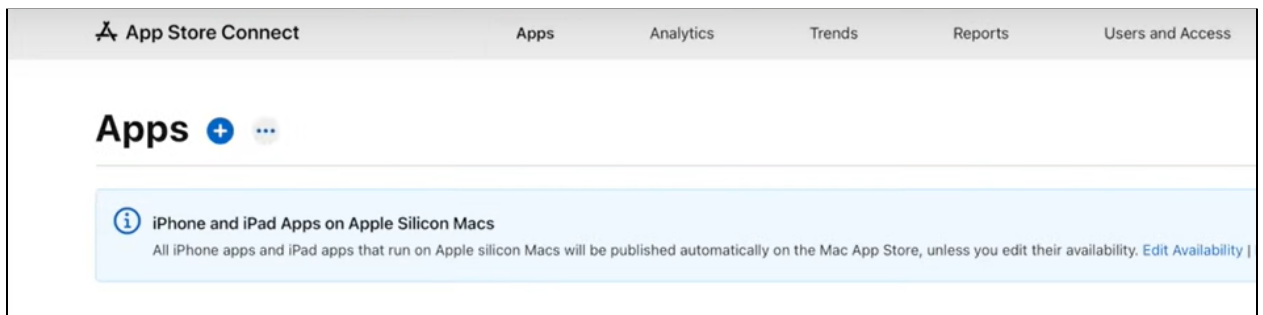 App Store Connect Apps Analytics Trends Reports Users and Access
Apps
iPhone and iPad Apps on Apple Silicon Macs
All iPhone apps and iPad apps that run on Apple silicon Macs will be published automatically on the Mac App Store, unless you edit their availability. Edit Availability |